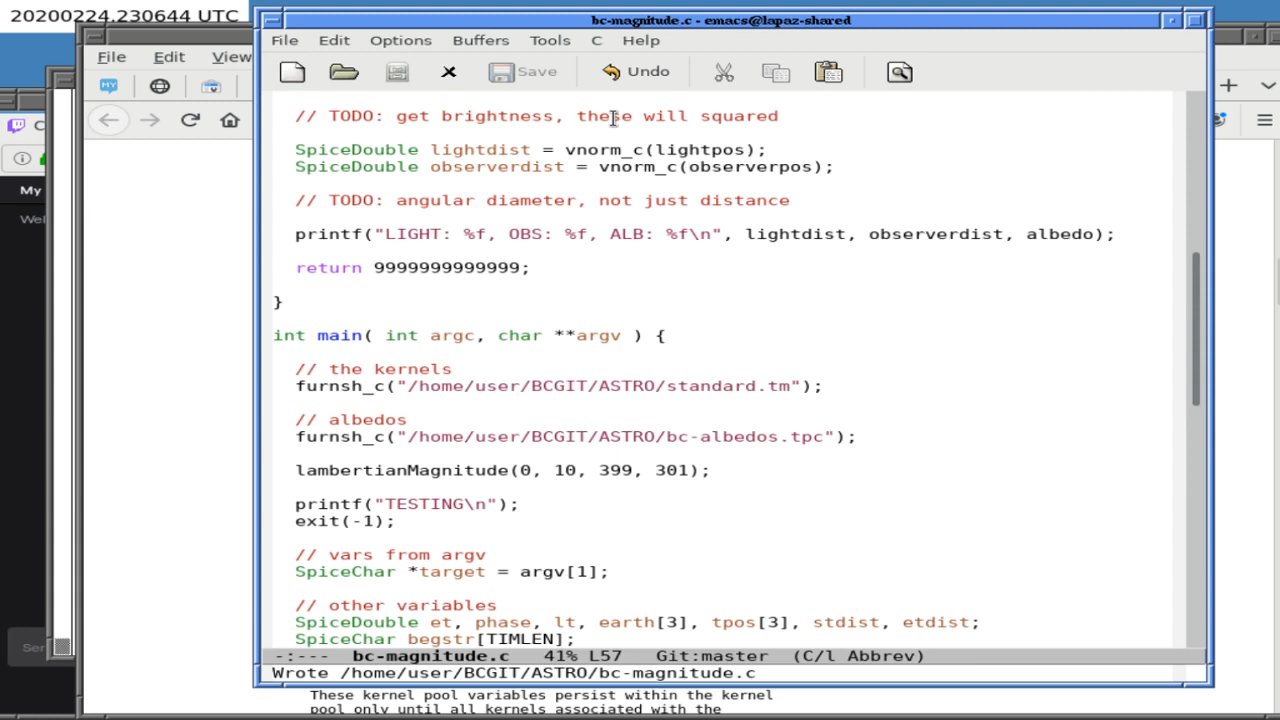 20200224.230644 UTC
bc-magnitude.c - emacs@lapaz-shared
File Edit View
File Edit Options Buffers Tools C Help
Save Undo
My
Wel
// TODO: get brightness, these will squared
SpiceDouble lightdist = vnorm_c(lightpos);
SpiceDouble observerdist = vnorm_c(observerpos);
// TODO: angular diameter, not just distance
printf("LIGHT: %f, OBS: %f, ALB: %f\n", lightdist, observerdist, albedo);
return 9999999999999;
}
int main( int argc, char **argv ) {
// the kernels
furnsh_c("/home/user/BCGIT/ASTRO/standard.tm");
// albedos
furnsh_c("/home/user/BCGIT/ASTRO/bc-albedos.tpc");
lambertianMagnitude(0, 10, 399, 301);
printf("TESTING\n");
exit(-1);
// vars from argv
SpiceChar *target = argv[1];
// other variables
SpiceDouble et, phase, lt, earth[3], tpos[3], stdist, etdist;
SpiceChar begstr[TIMLEN];
Ser
-:--- bc-magnitude.c 41% L57 Git:master (C/l Abbrev)
Wrote /home/user/BCGIT/ASTRO/bc-magnitude.c
These kernel pool variables persist within the kernel
pool only until all kernels associated with the